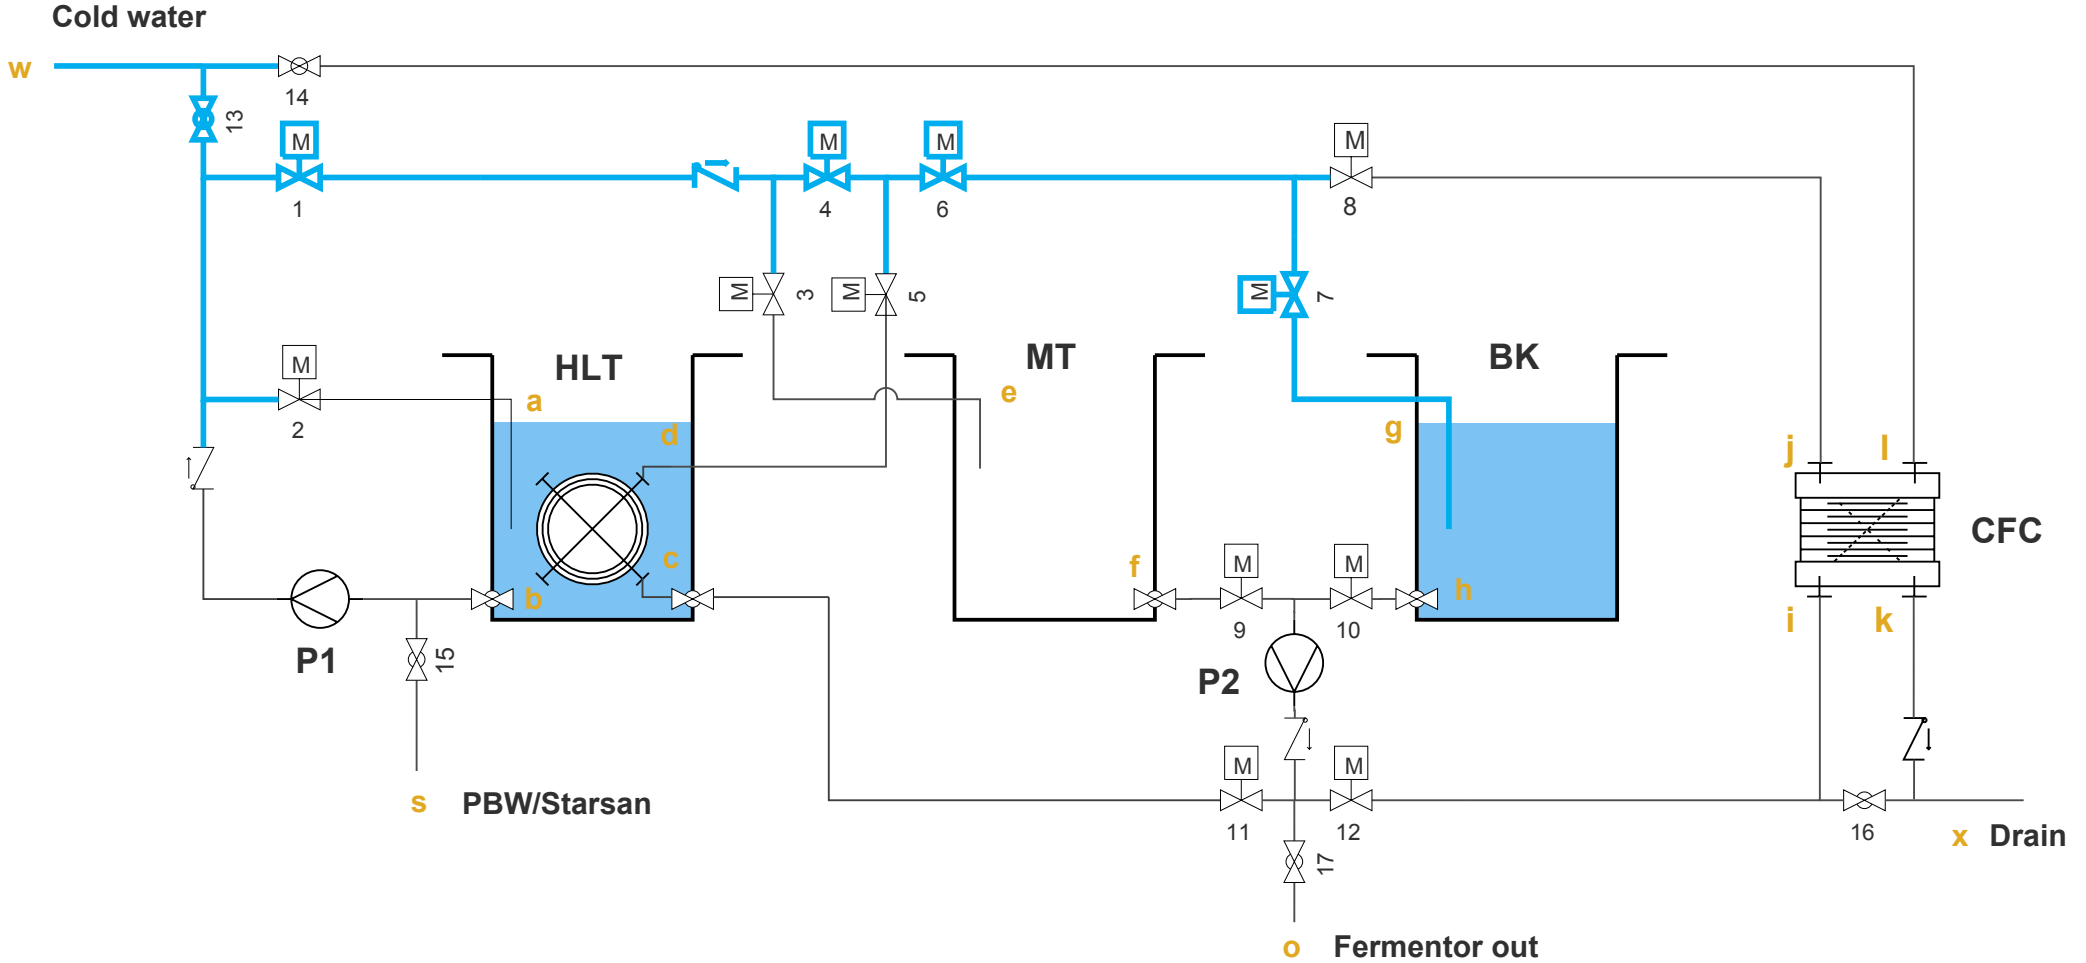 Cold water
w
14
13
M
M
M
M
1
4
6
8
M
3
M
5
M
7
HLT
MT
BK
M
2
a
d
e
g
j
l
CFC
c
b
f
M
M
h
9
10
i
k
P1
15
P2
M
M
s
PBW/Starsan
11
12
16
x
Drain
17
o
Fermentor out